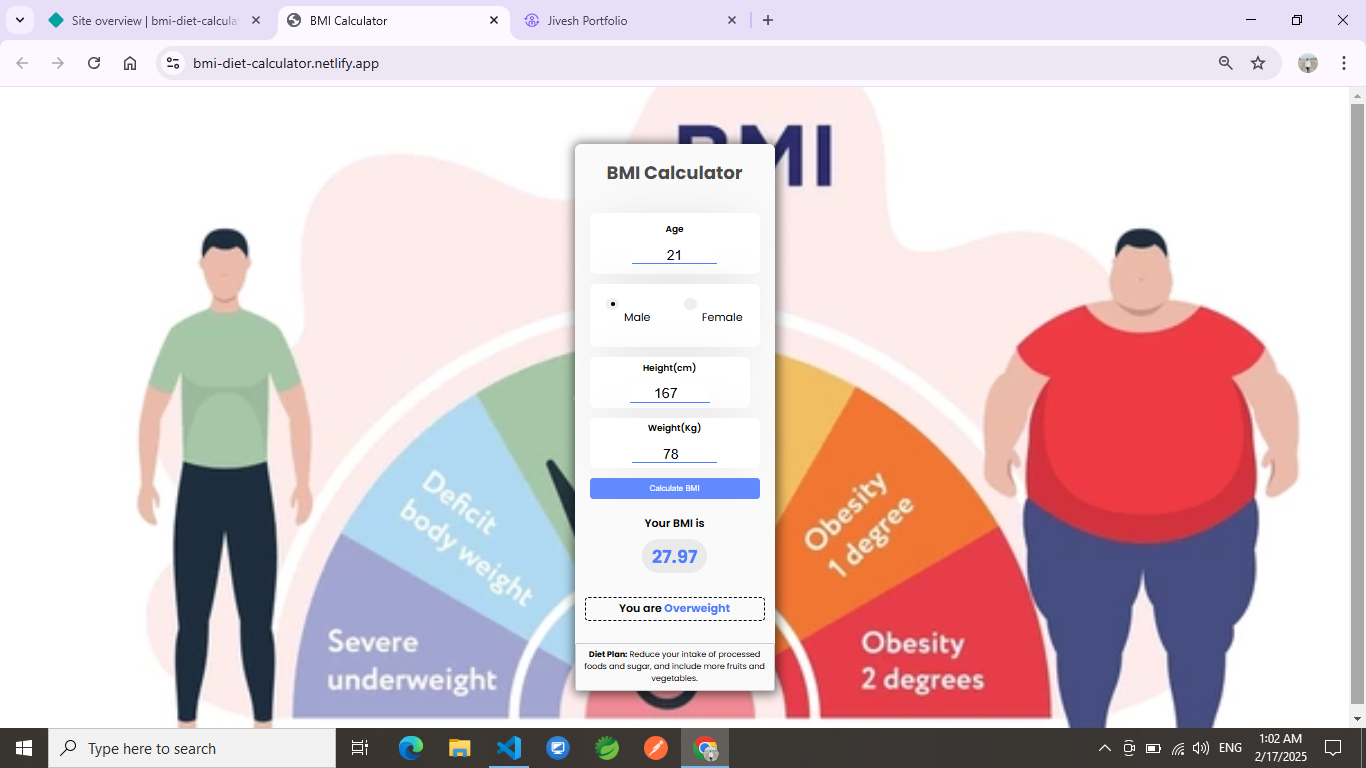 Site overview | bmi-diet-calcula
BMI Calculator
Jivesh Portfolio
bmi-diet-calculator.netlify.app
BMI
BMI Calculator
Age
21
Male
Female
Height(cm)
167
Weight(Kg)
78
Calculate BMI
Your BMI is
27.97
You are Overweight
Diet Plan: Reduce your intake of processed
foods and sugar, and include more fruits and
vegetables.
Deficit
body weight
Severe
underweight
Obesity
1 degree
Obesity
2 degrees
Type here to search
ENG
1:02 AM
2/17/2025